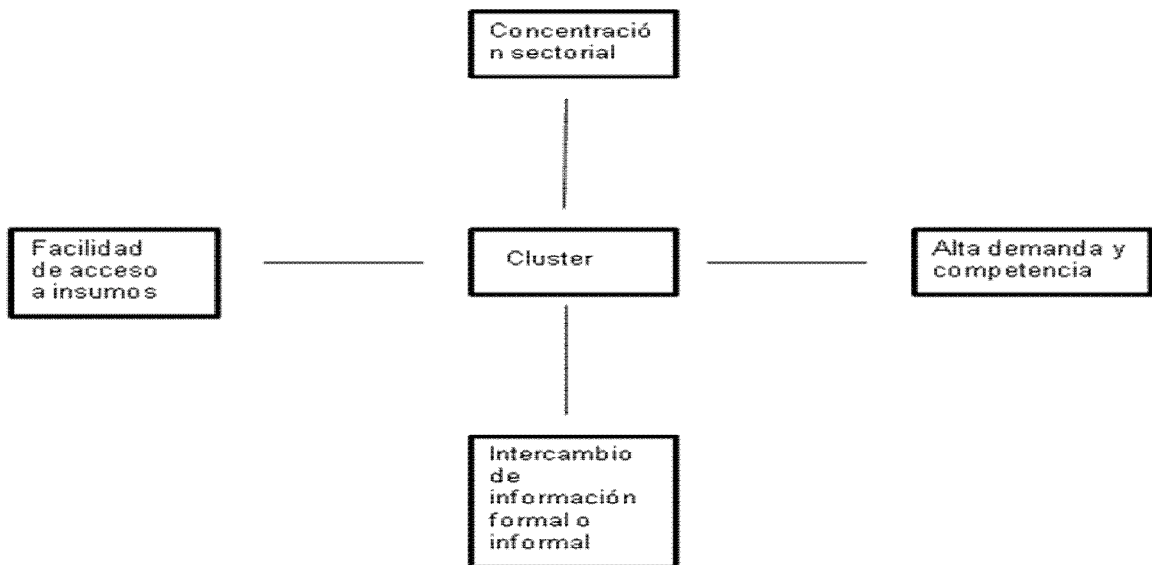 Concentració
n sectorial
Facilidad
de acceso
a insumos
Cluster
Alta demanda y
competencia
Intercambio
de
información
formal o
informal